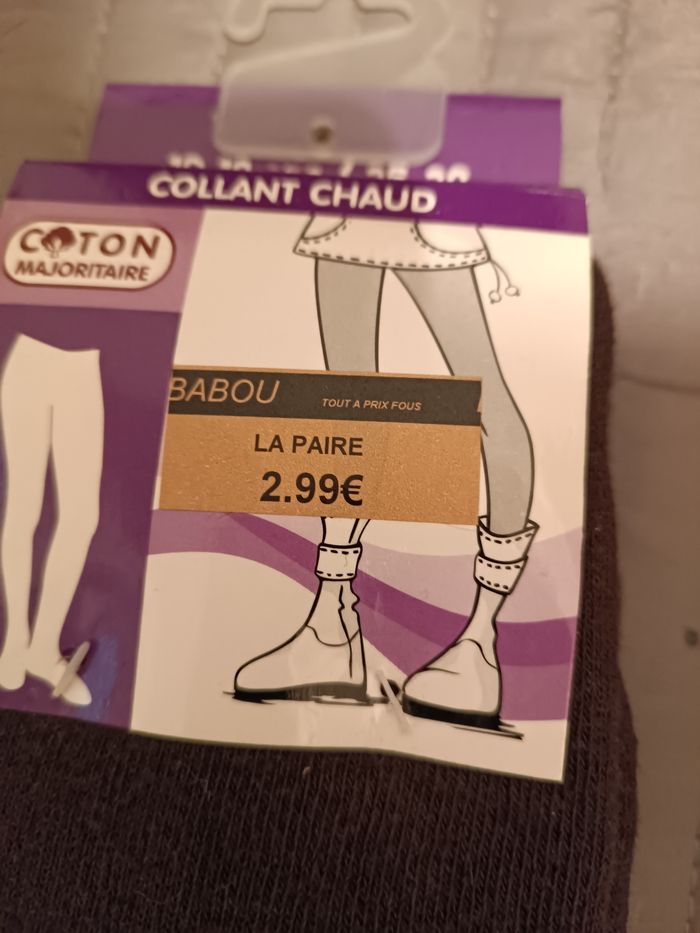 COLLANT CHAUD
COTON
MAJORITAIRE
BABOU
TOUT A PRIX FOUS
LA PAIRE
2.99€